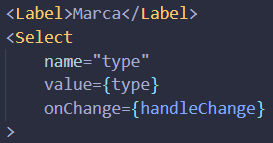 <Label>Marca</Label>
<Select
name="type"
value={type}
onChange={handleChange}
>